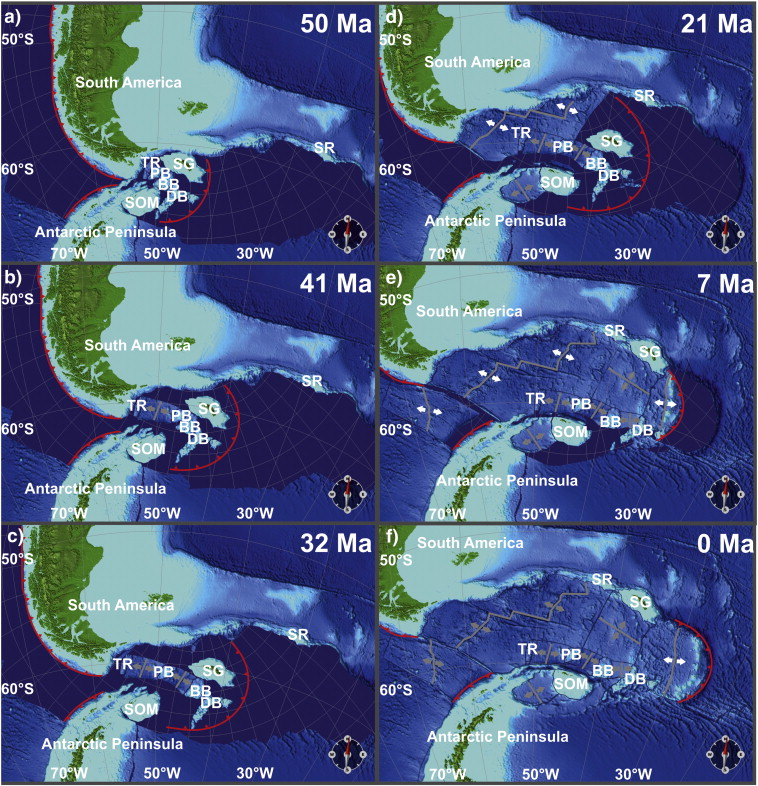 a)
50 Ma
50°S
South America
SR
TR
SG
PB
60°S
BB
DB
SOM
Antarctic Peninsula
70°W
50°W
30°W
b)
41 Ma
50°S
South America
SR
TR
SG
PB
BB
60°S
DB
SOM
Antarctic Peninsula
70°W
50°W
30°W
c)
32 Ma
50°S
South America
SR
TR
PB
SG
60°S
BB
DB
SOM
Antarctic Peninsula
70°W
50°W
30°W
d)
21 Ma
50°S
South America
SR
TR
PB
SG
60°S
BB
DB
SOM
Antarctic Peninsula
70°W
50°W
30°W
e)
7 Ma
50°S
South America
SR
SG
TR
PB
BB
60°S
DB
SOM
Antarctic Peninsula
70°W
50°W
30°W
f)
0 Ma
South America
50°S
SR
SG
TR
PB
BB
60°S
DB
SOM
Antarctic Peninsula
70°W
50°W
30°W